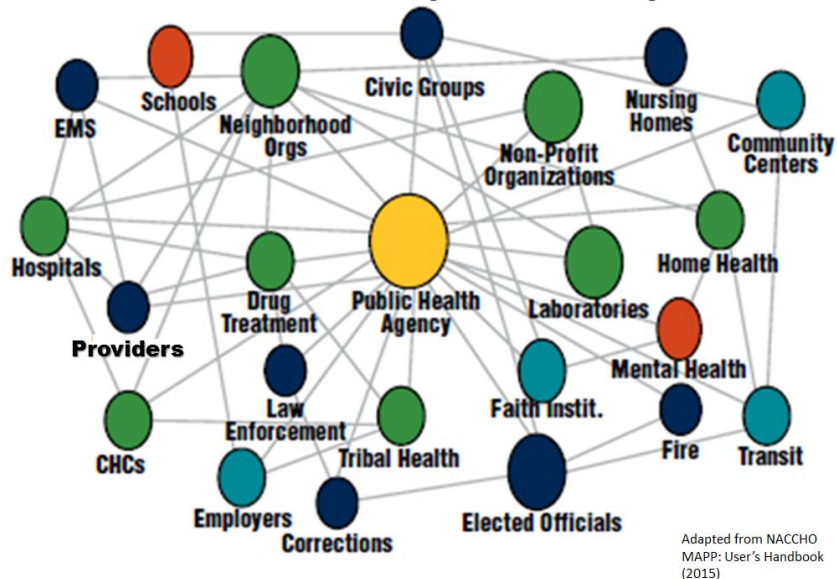 Civic Groups
Schools
EMS
Neighborhood
Orgs
Nursing
Homes
Community
Centers
Non-Profit
Organizations
Hospitals
Drug
Treatment
Public Health
Agency
Laboratories
Home Health
Providers
Mental Health
Law
Enforcement
Faith Instit.
CHCs
Tribal Health
Fire
Transit
Employers
Corrections
Elected Officials
Adapted from NACCHO
MAPP: User’s Handbook
(2015)